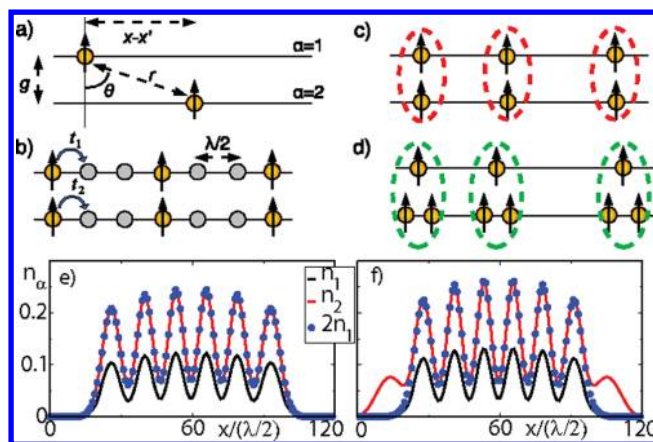 a)
x-x'
α=1
g
r
θ
α=2
b)
t₁
λ/2
t₂
c)
d)
nα
e)
n₁
n₂
2n₁
f)
0.2
0.1
0
0
60
120
x/(λ/2)
0
60
120
x/(λ/2)